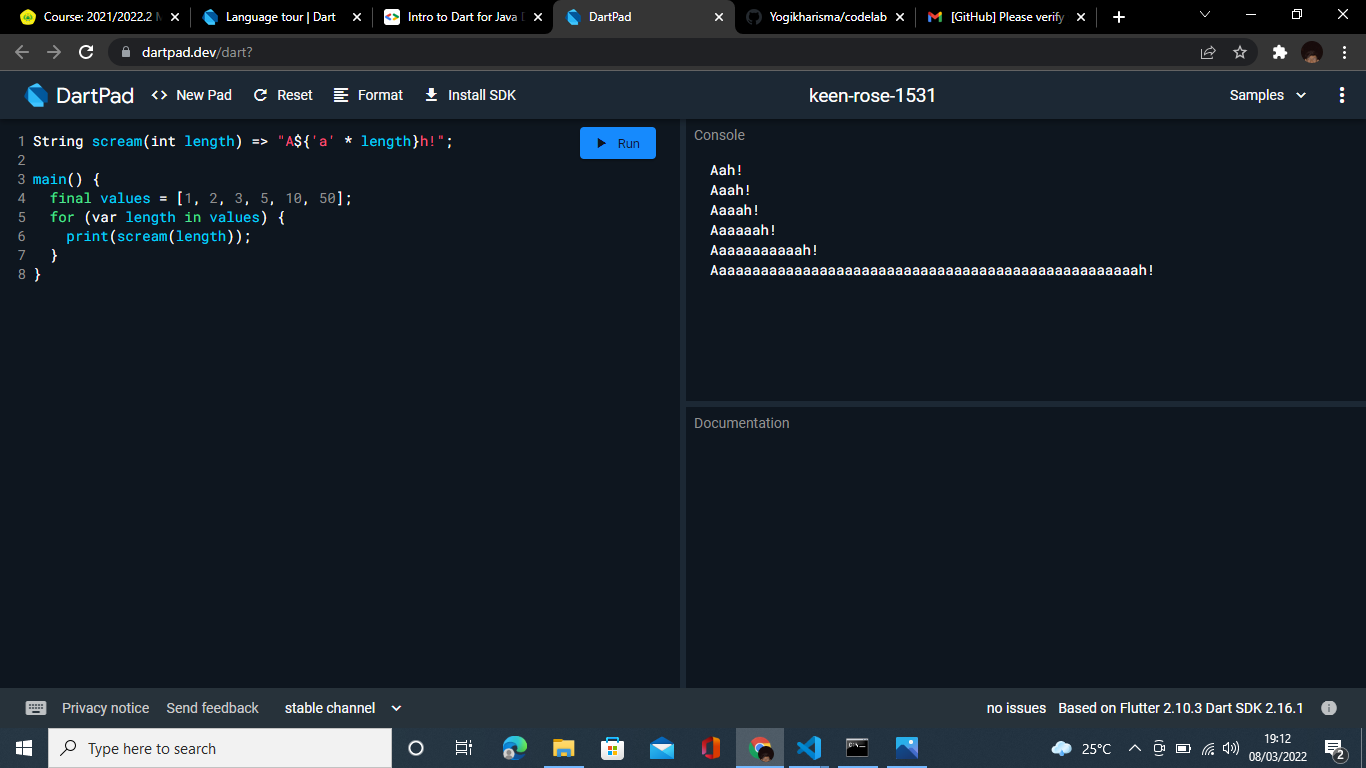 Course: 2021/2022.2 M
Language tour | Dart
Intro to Dart for Java D
DartPad
Yogikharisma/codelab
[GitHub] Please verify
dartpad.dev/dart?
DartPad
<> New Pad
Reset
Format
Install SDK
keen-rose-1531
Samples
1 String scream(int length) => "A${'a' * length}h!";
2
3 main() {
4   final values = [1, 2, 3, 5, 10, 50];
5   for (var length in values) {
6     print(scream(length));
7   }
8 }
Run
Console
Aah!
Aaah!
Aaaah!
Aaaaaah!
Aaaaaaaaaaah!
Aaaaaaaaaaaaaaaaaaaaaaaaaaaaaaaaaaaaaaaaaaaaaaaaaaah!
Documentation
Privacy notice
Send feedback
stable channel
no issues
Based on Flutter 2.10.3 Dart SDK 2.16.1
Type here to search
25°C
19:12
08/03/2022
2